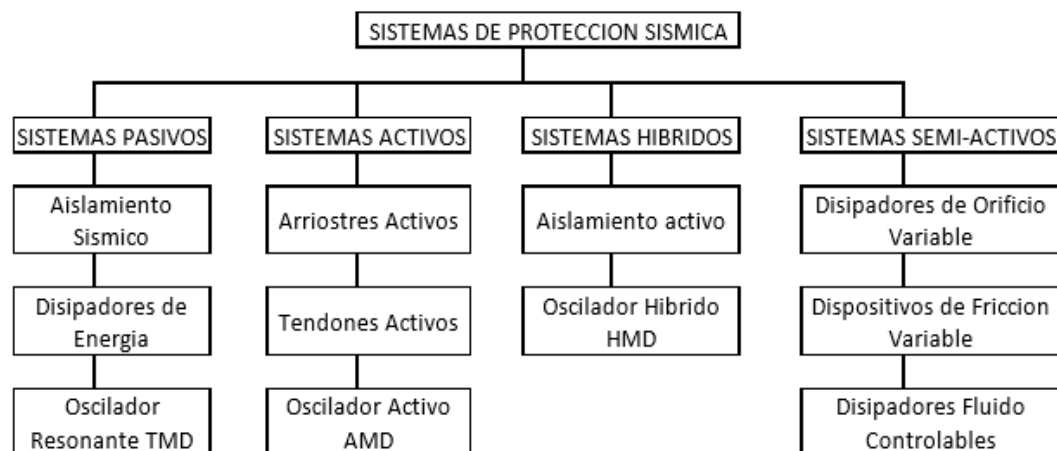 SISTEMAS DE PROTECCION SISMICA
SISTEMAS PASIVOS
Aislamiento
Sismico
Disipadores de
Energia
Oscilador
Resonante TMD
SISTEMAS ACTIVOS
Arriostres Activos
Tendones Activos
Oscilador Activo
AMD
SISTEMAS HIBRIDOS
Aislamiento activo
Oscilador Hibrido
HMD
SISTEMAS SEMI-ACTIVOS
Disipadores de Orificio
Variable
Dispositivos de Friccion
Variable
Disipadores Fluido
Controlables